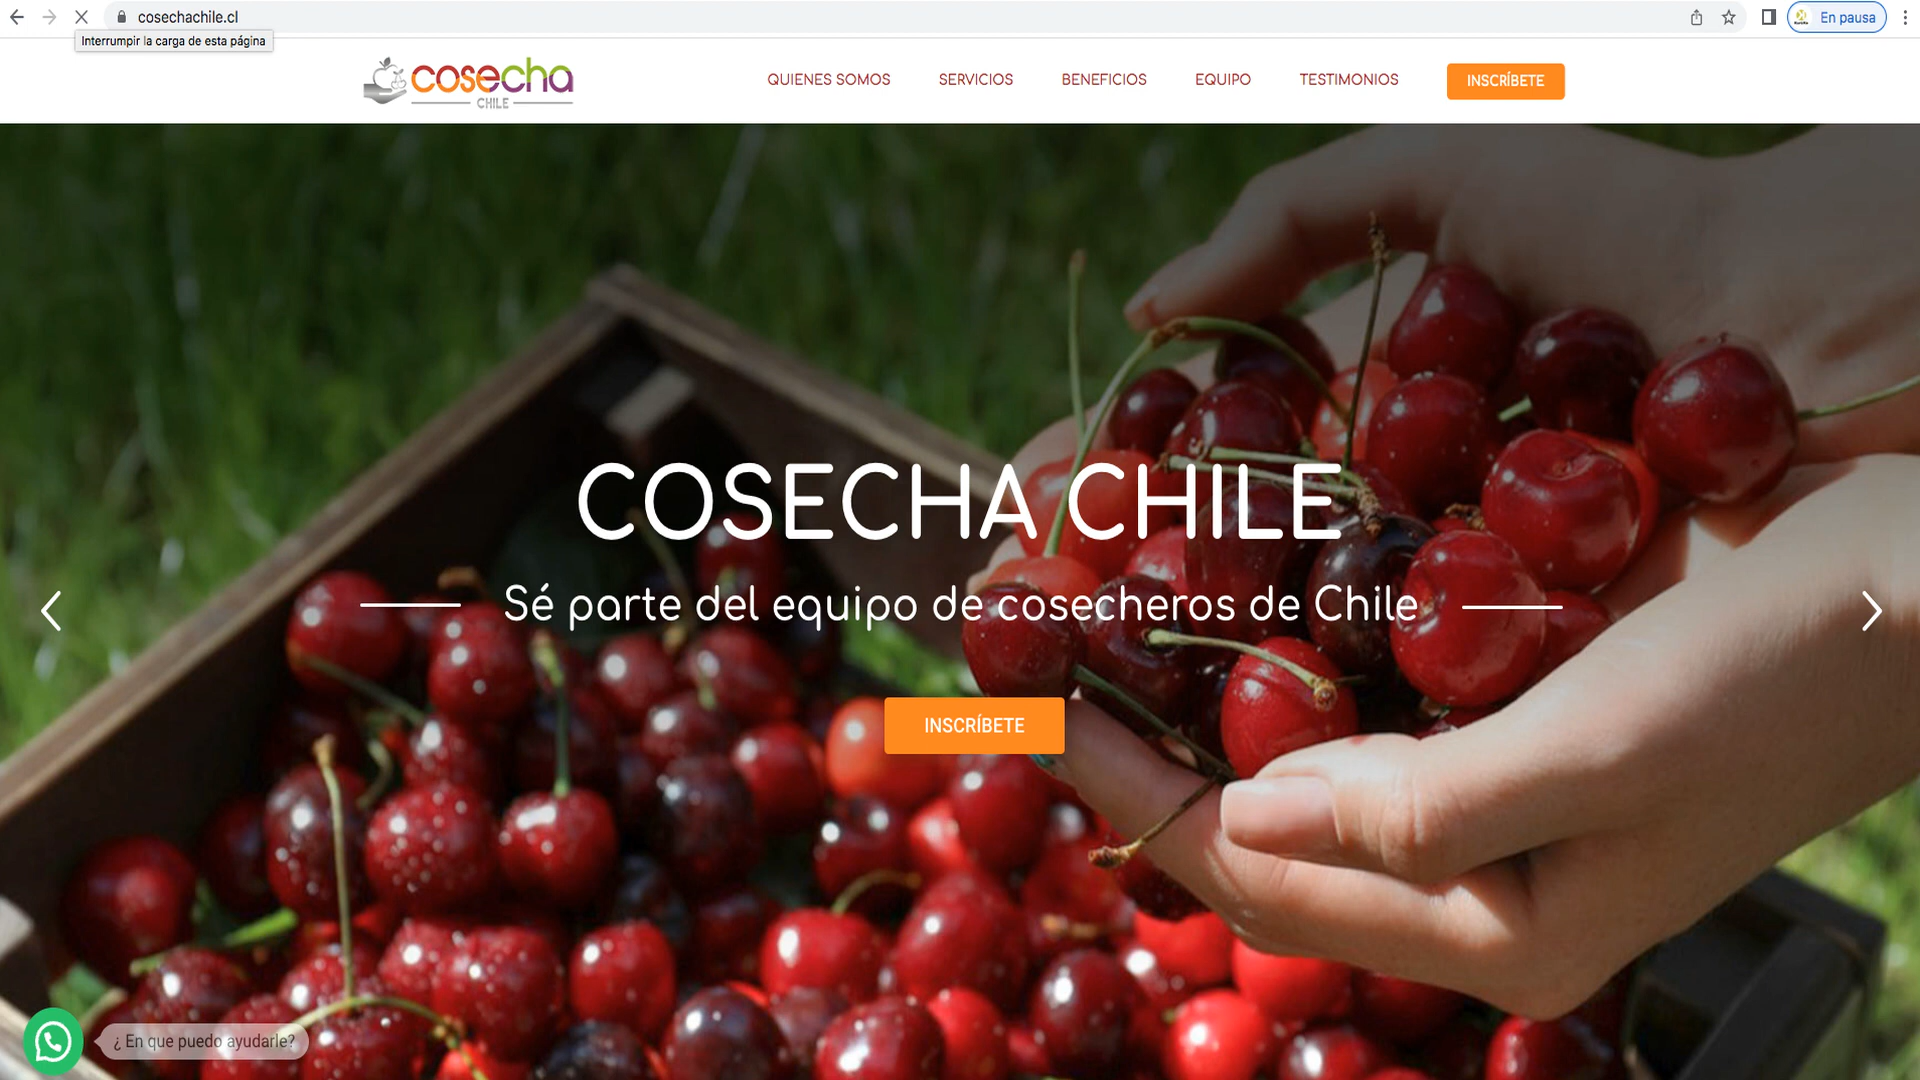 cosechachile.cl
En pausa
Interrumpir la carga de esta página
cosecha
CHILE
QUIENES SOMOS
SERVICIOS
BENEFICIOS
EQUIPO
TESTIMONIOS
INSCRÍBETE
COSECHA CHILE
Sé parte del equipo de cosecheros de Chile
INSCRÍBETE
¿ En que puedo ayudarle?